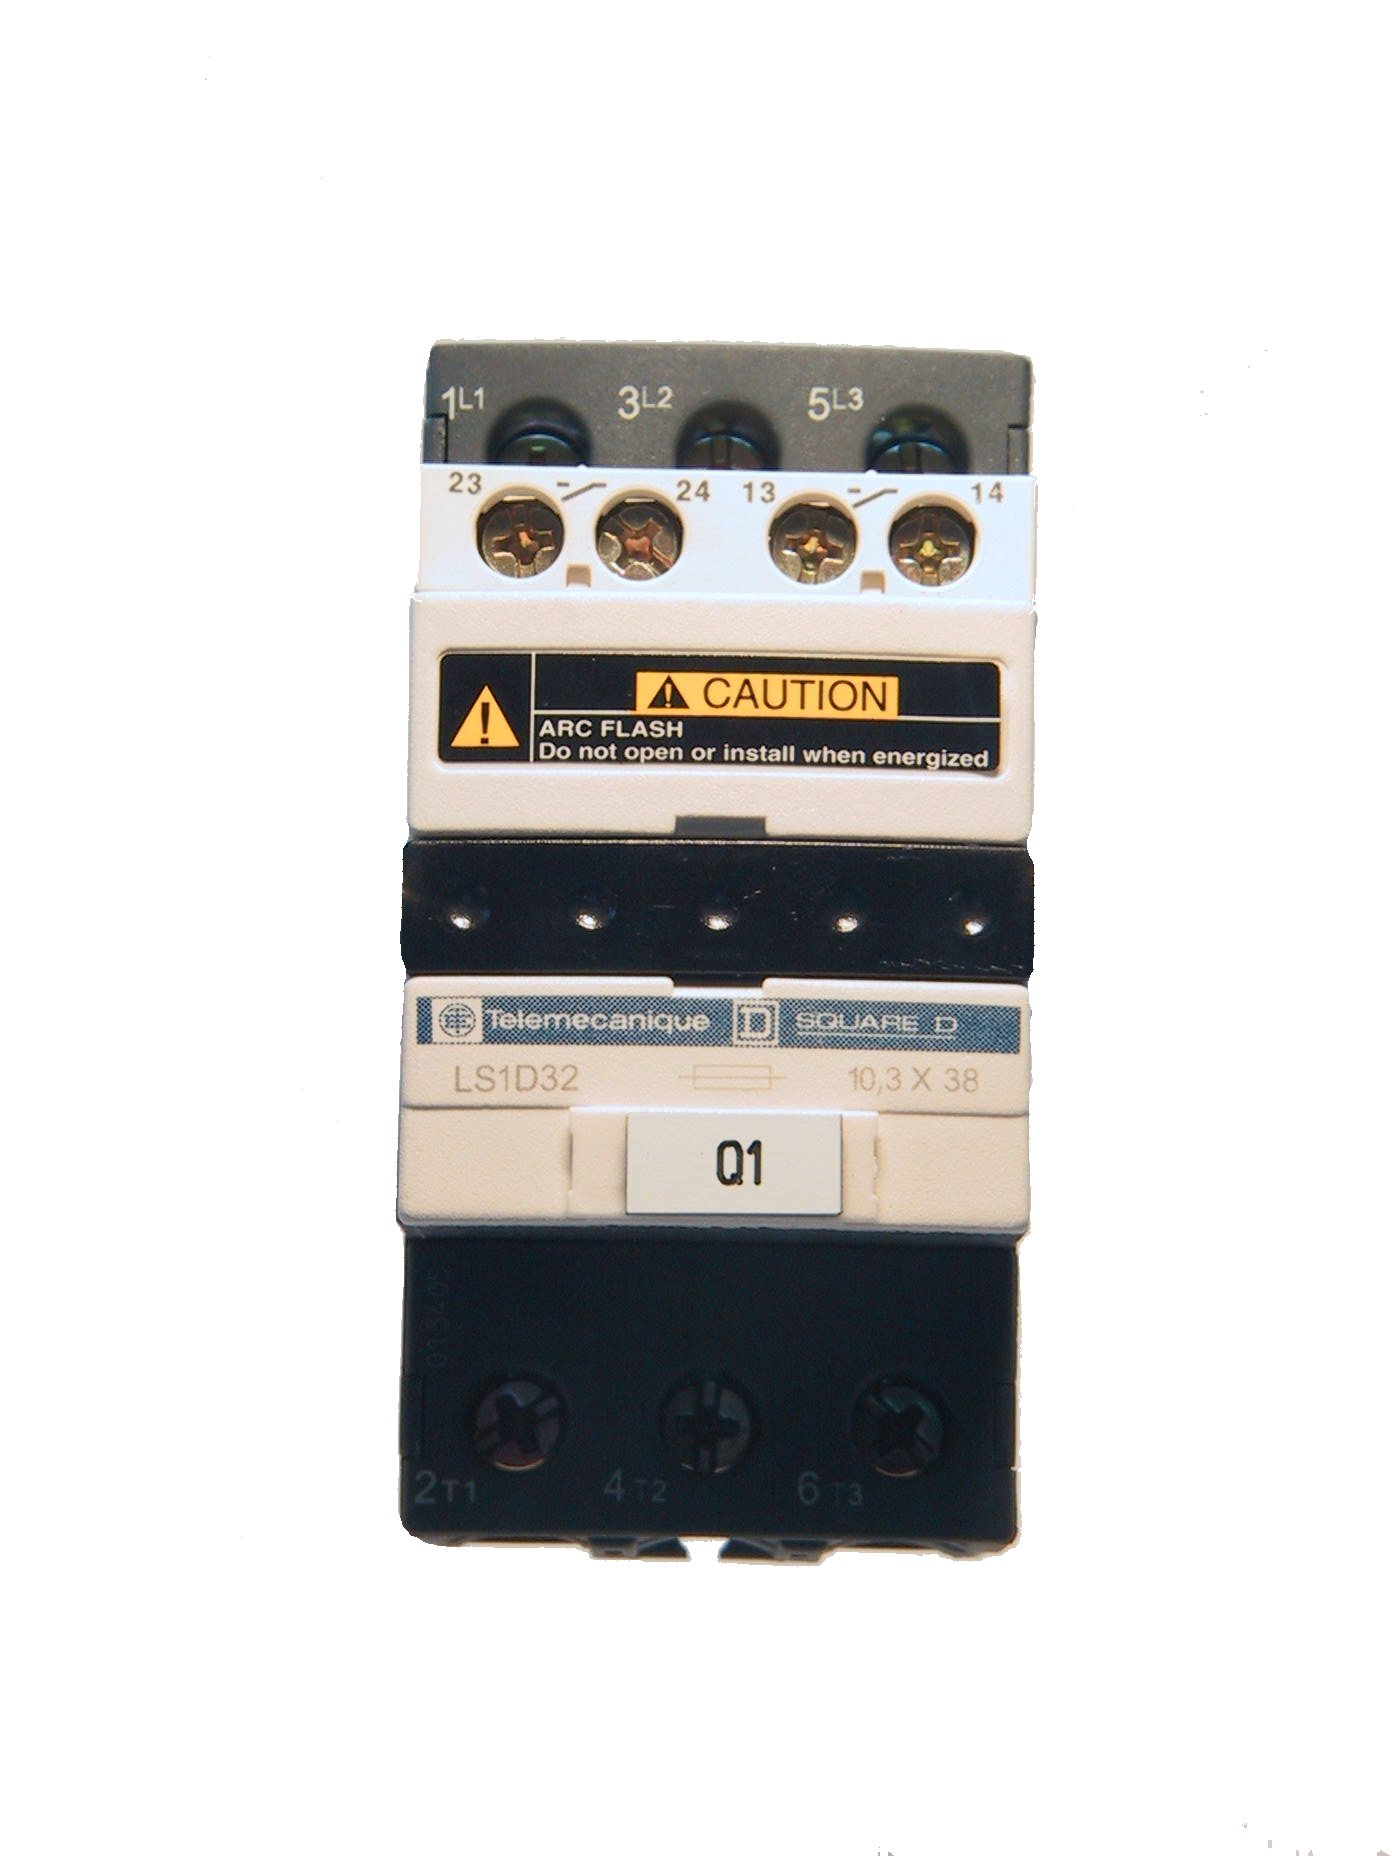 1L1 3L2 5L3
23 24 13 14
CAUTION
ARC FLASH
Do not open or install when energized
Telemecanique D SQUARE D
LS1D32 10,3 X 38
Q1
013405
2T1 4T2 6T3